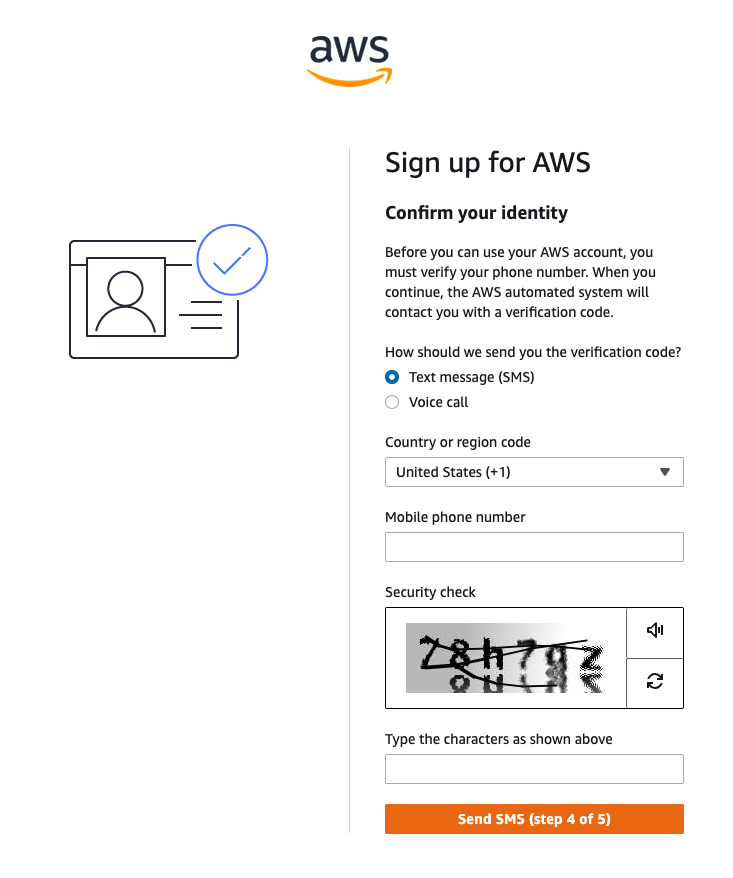 aws
Sign up for AWS
Confirm your identity
Before you can use your AWS account, you
must verify your phone number. When you
continue, the AWS automated system will
contact you with a verification code.
How should we send you the verification code?
Text message (SMS)
Voice call
Country or region code
United States (+1)
Mobile phone number
Security check
Type the characters as shown above
Send SMS (step 4 of 5)